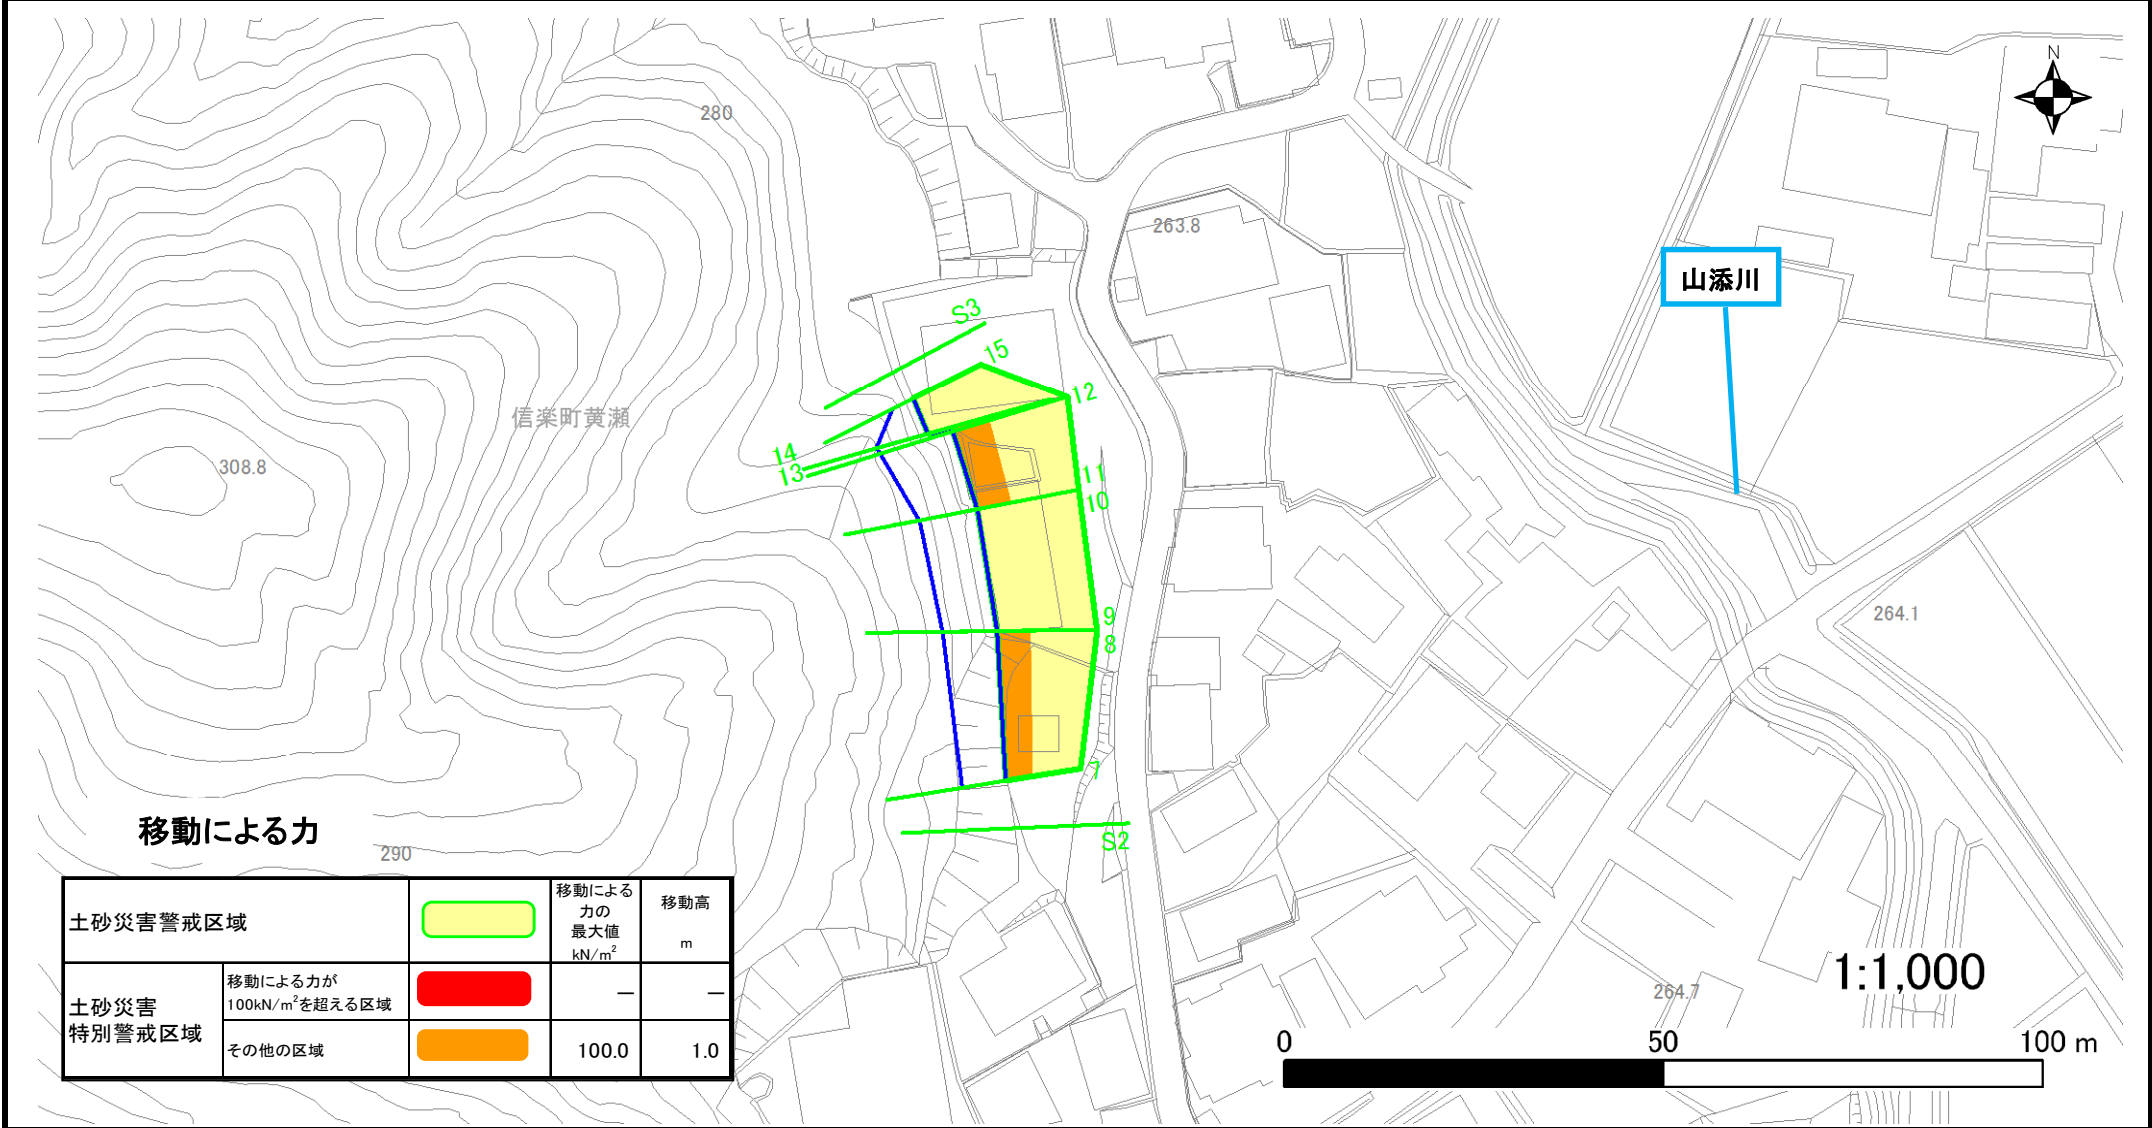 N
280
263.8
山添川
S3
15
12
信楽町黄瀬
308.8
14
13
11
10
9
8
264.1
7
S2
移動による力
290
土砂災害警戒区域
移動による
力の
最大値
kN/m²
移動高
m
土砂災害
特別警戒区域
移動による力が
100kN/m²を超える区域
－
－
その他の区域
100.0
1.0
264.7
1:1,000
0 50 100 m